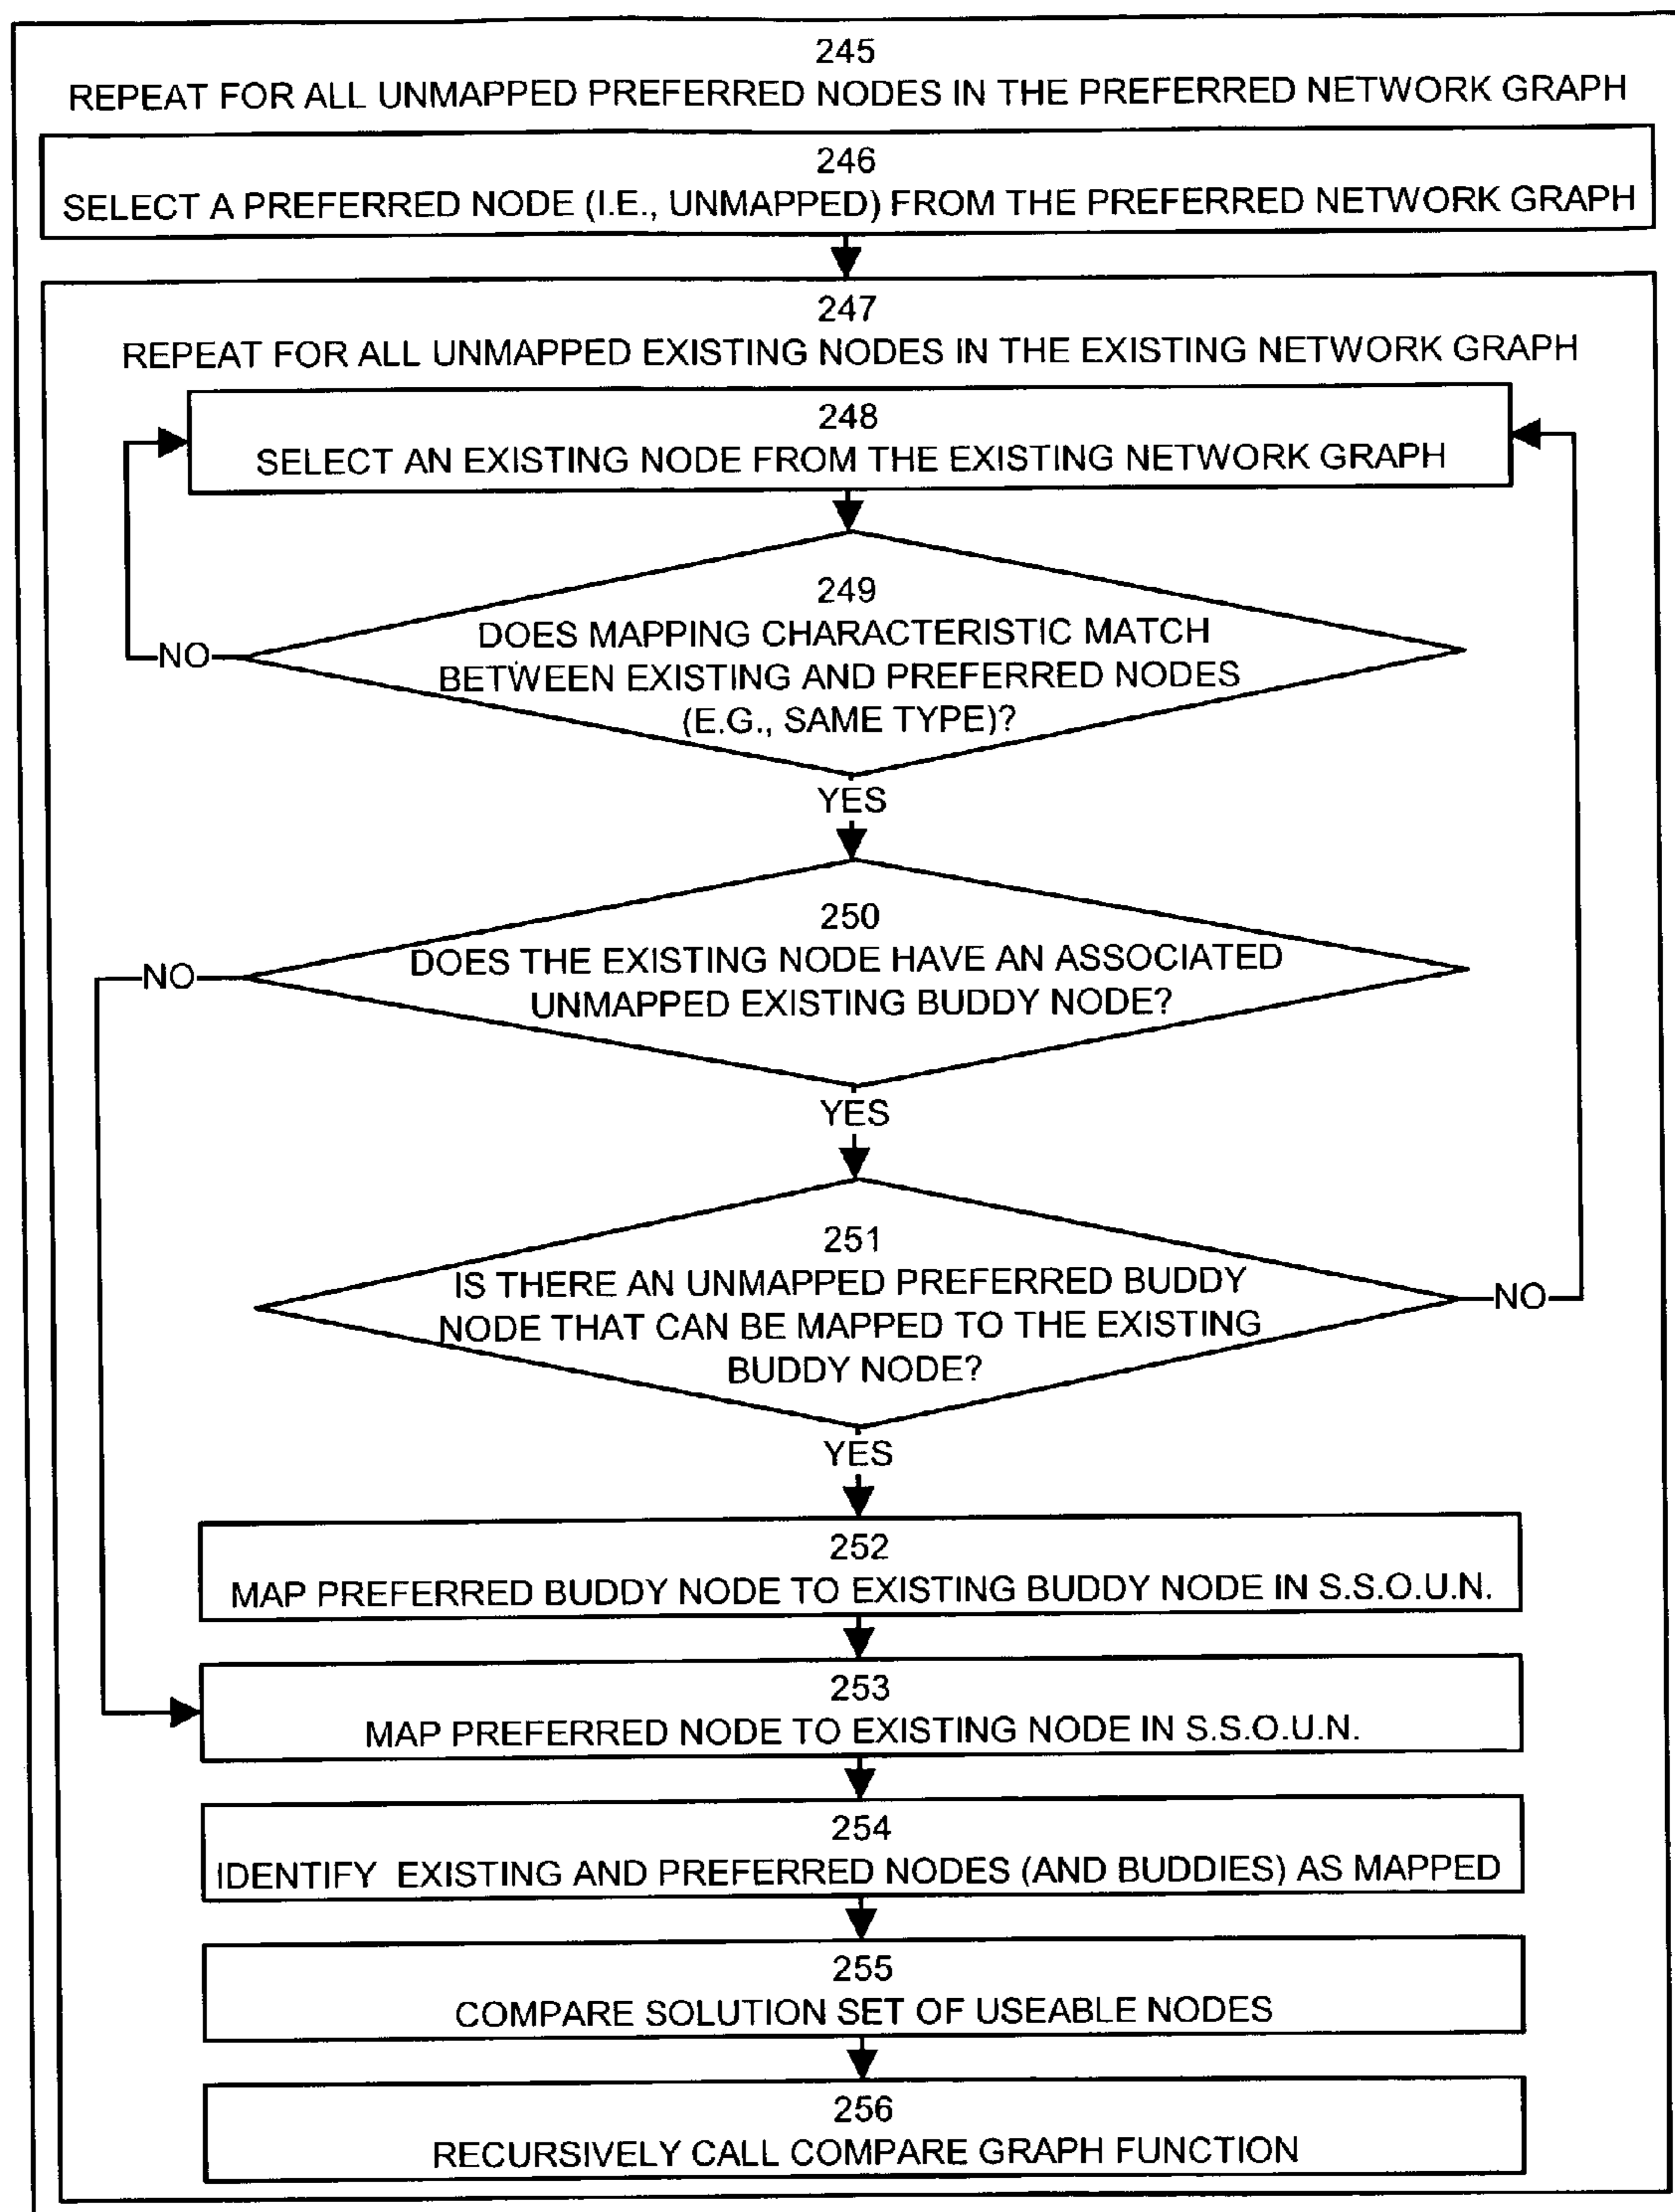 245
REPEAT FOR ALL UNMAPPED PREFERRED NODES IN THE PREFERRED NETWORK GRAPH
246
SELECT A PREFERRED NODE (I.E., UNMAPPED) FROM THE PREFERRED NETWORK GRAPH
247
REPEAT FOR ALL UNMAPPED EXISTING NODES IN THE EXISTING NETWORK GRAPH
248
SELECT AN EXISTING NODE FROM THE EXISTING NETWORK GRAPH
249
DOES MAPPING CHARACTERISTIC MATCH
BETWEEN EXISTING AND PREFERRED NODES
(E.G., SAME TYPE)?
NO
YES
250
DOES THE EXISTING NODE HAVE AN ASSOCIATED
UNMAPPED EXISTING BUDDY NODE?
NO
YES
251
IS THERE AN UNMAPPED PREFERRED BUDDY
NODE THAT CAN BE MAPPED TO THE EXISTING
BUDDY NODE?
NO
YES
252
MAP PREFERRED BUDDY NODE TO EXISTING BUDDY NODE IN S.S.O.U.N.
253
MAP PREFERRED NODE TO EXISTING NODE IN S.S.O.U.N.
254
IDENTIFY EXISTING AND PREFERRED NODES (AND BUDDIES) AS MAPPED
255
COMPARE SOLUTION SET OF USEABLE NODES
256
RECURSIVELY CALL COMPARE GRAPH FUNCTION